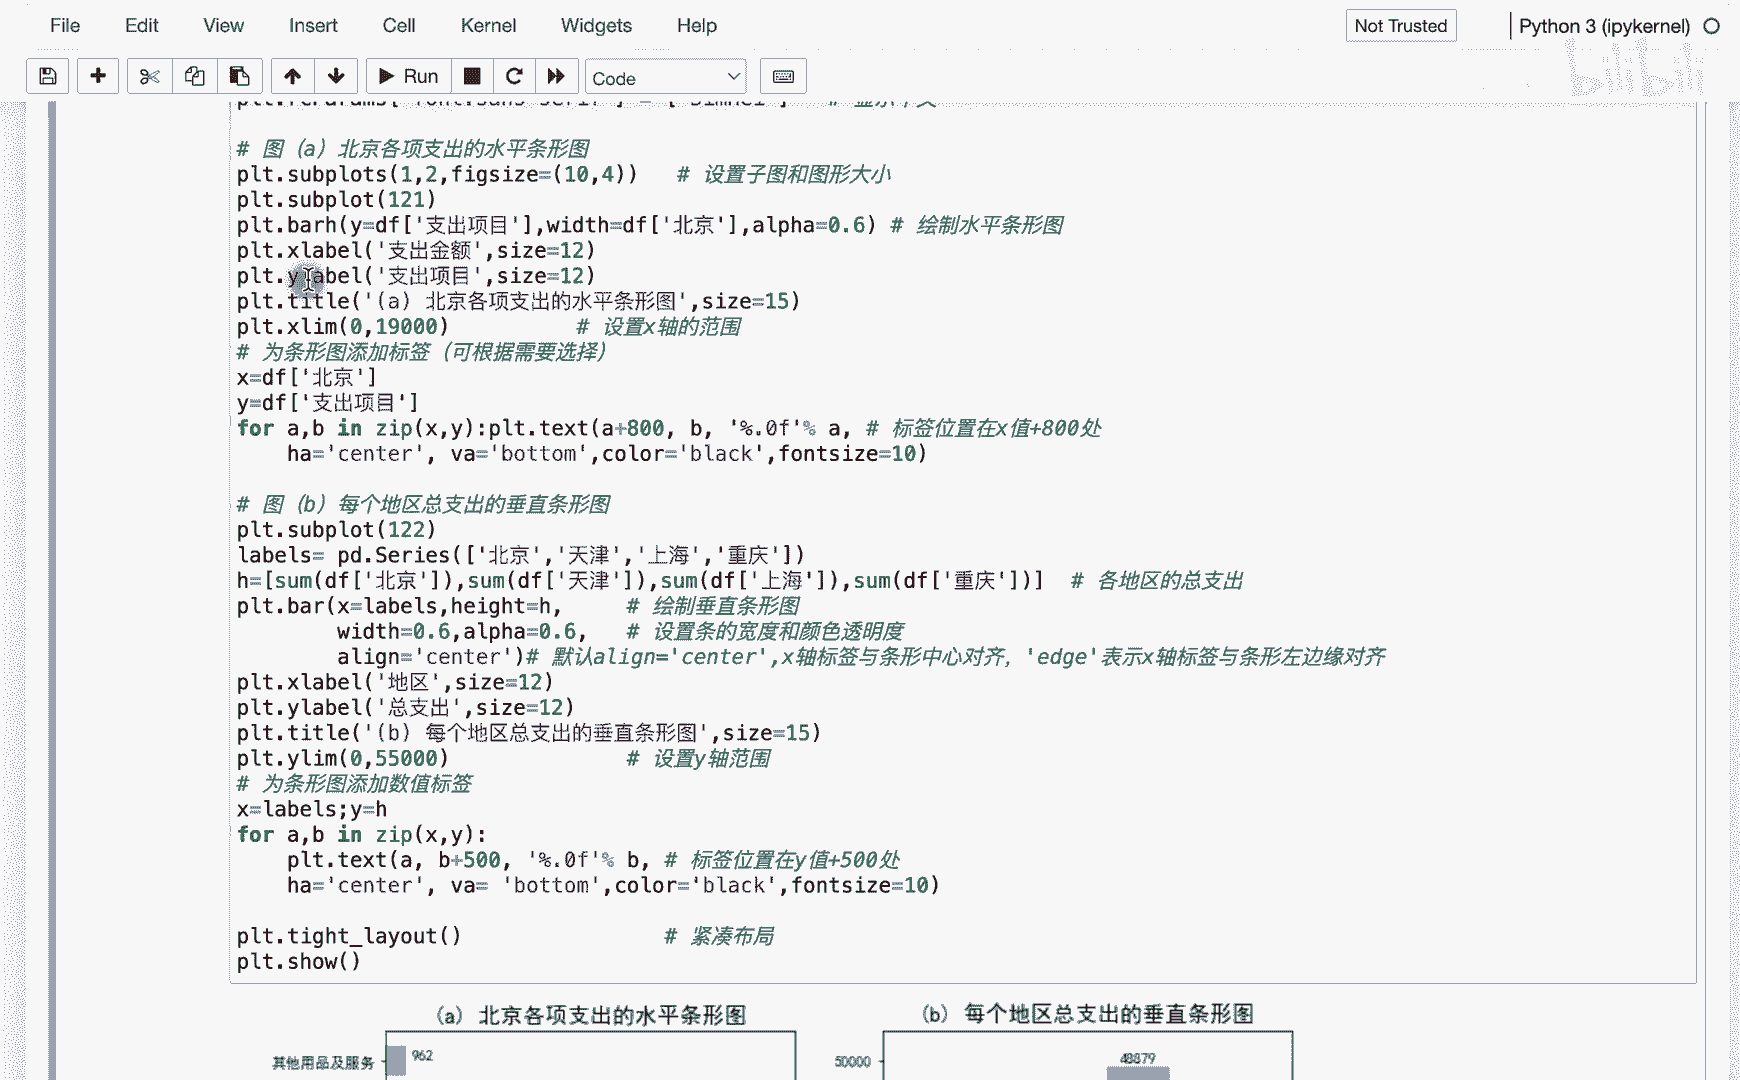 File Edit View Insert Cell Kernel Widgets Help Not Trusted Python 3 (ipykernel)
Run Code bilibili
# 图（a）北京各项支出的水平条形图
plt.subplots(1,2,figsize=(10,4)) # 设置子图和图形大小
plt.subplot(121)
plt.barh(y=df['支出项目'],width=df['北京'],alpha=0.6) # 绘制水平条形图
plt.xlabel('支出金额',size=12)
plt.ylabel('支出项目',size=12)
plt.title('(a) 北京各项支出的水平条形图',size=15)
plt.xlim(0,19000) # 设置x轴的范围
# 为条形图添加标签（可根据需要选择）
x=df['北京']
y=df['支出项目']
for a,b in zip(x,y):plt.text(a+800, b, '%.0f'% a, # 标签位置在x值+800处
ha='center', va='bottom',color='black',fontsize=10)
# 图（b）每个地区总支出的垂直条形图
plt.subplot(122)
labels= pd.Series(['北京','天津','上海','重庆'])
h=[sum(df['北京']),sum(df['天津']),sum(df['上海']),sum(df['重庆'])] # 各地区的总支出
plt.bar(x=labels,height=h, # 绘制垂直条形图
width=0.6,alpha=0.6, # 设置条的宽度和颜色透明度
align='center')# 默认align='center',x轴标签与条形中心对齐，'edge'表示x轴标签与条形左边缘对齐
plt.xlabel('地区',size=12)
plt.ylabel('总支出',size=12)
plt.title('(b) 每个地区总支出的垂直条形图',size=15)
plt.ylim(0,55000) # 设置y轴范围
# 为条形图添加数值标签
x=labels;y=h
for a,b in zip(x,y):
plt.text(a, b+500, '%.0f'% b, # 标签位置在y值+500处
ha='center', va= 'bottom',color='black',fontsize=10)
plt.tight_layout() # 紧凑布局
plt.show()
(a) 北京各项支出的水平条形图 (b) 每个地区总支出的垂直条形图
其他用品及服务 962 50000 48879